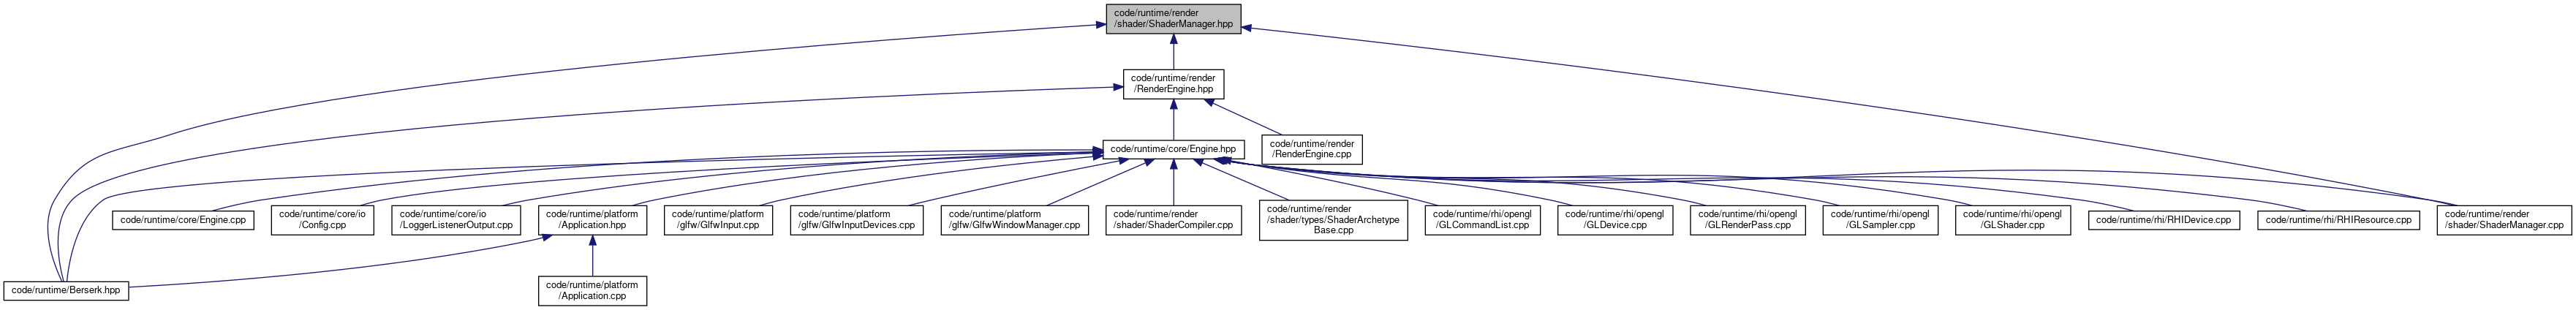 code/runtime/render
/shader/ShaderManager.hpp
code/runtime/render
/RenderEngine.hpp
code/runtime/core/Engine.hpp
code/runtime/render
/RenderEngine.cpp
code/runtime/core/Engine.cpp
code/runtime/core/io
/Config.cpp
code/runtime/core/io
/LoggerListenerOutput.cpp
code/runtime/platform
/Application.hpp
code/runtime/platform
/glfw/GlfwInput.cpp
code/runtime/platform
/glfw/GlfwInputDevices.cpp
code/runtime/platform
/glfw/GlfwWindowManager.cpp
code/runtime/render
/shader/ShaderCompiler.cpp
code/runtime/render
/shader/types/ShaderArchetype
Base.cpp
code/runtime/rhi/opengl
/GLCommandList.cpp
code/runtime/rhi/opengl
/GLDevice.cpp
code/runtime/rhi/opengl
/GLRenderPass.cpp
code/runtime/rhi/opengl
/GLSampler.cpp
code/runtime/rhi/opengl
/GLShader.cpp
code/runtime/rhi/RHIDevice.cpp
code/runtime/rhi/RHIResource.cpp
code/runtime/render
/shader/ShaderManager.cpp
code/runtime/Berserk.hpp
code/runtime/platform
/Application.cpp